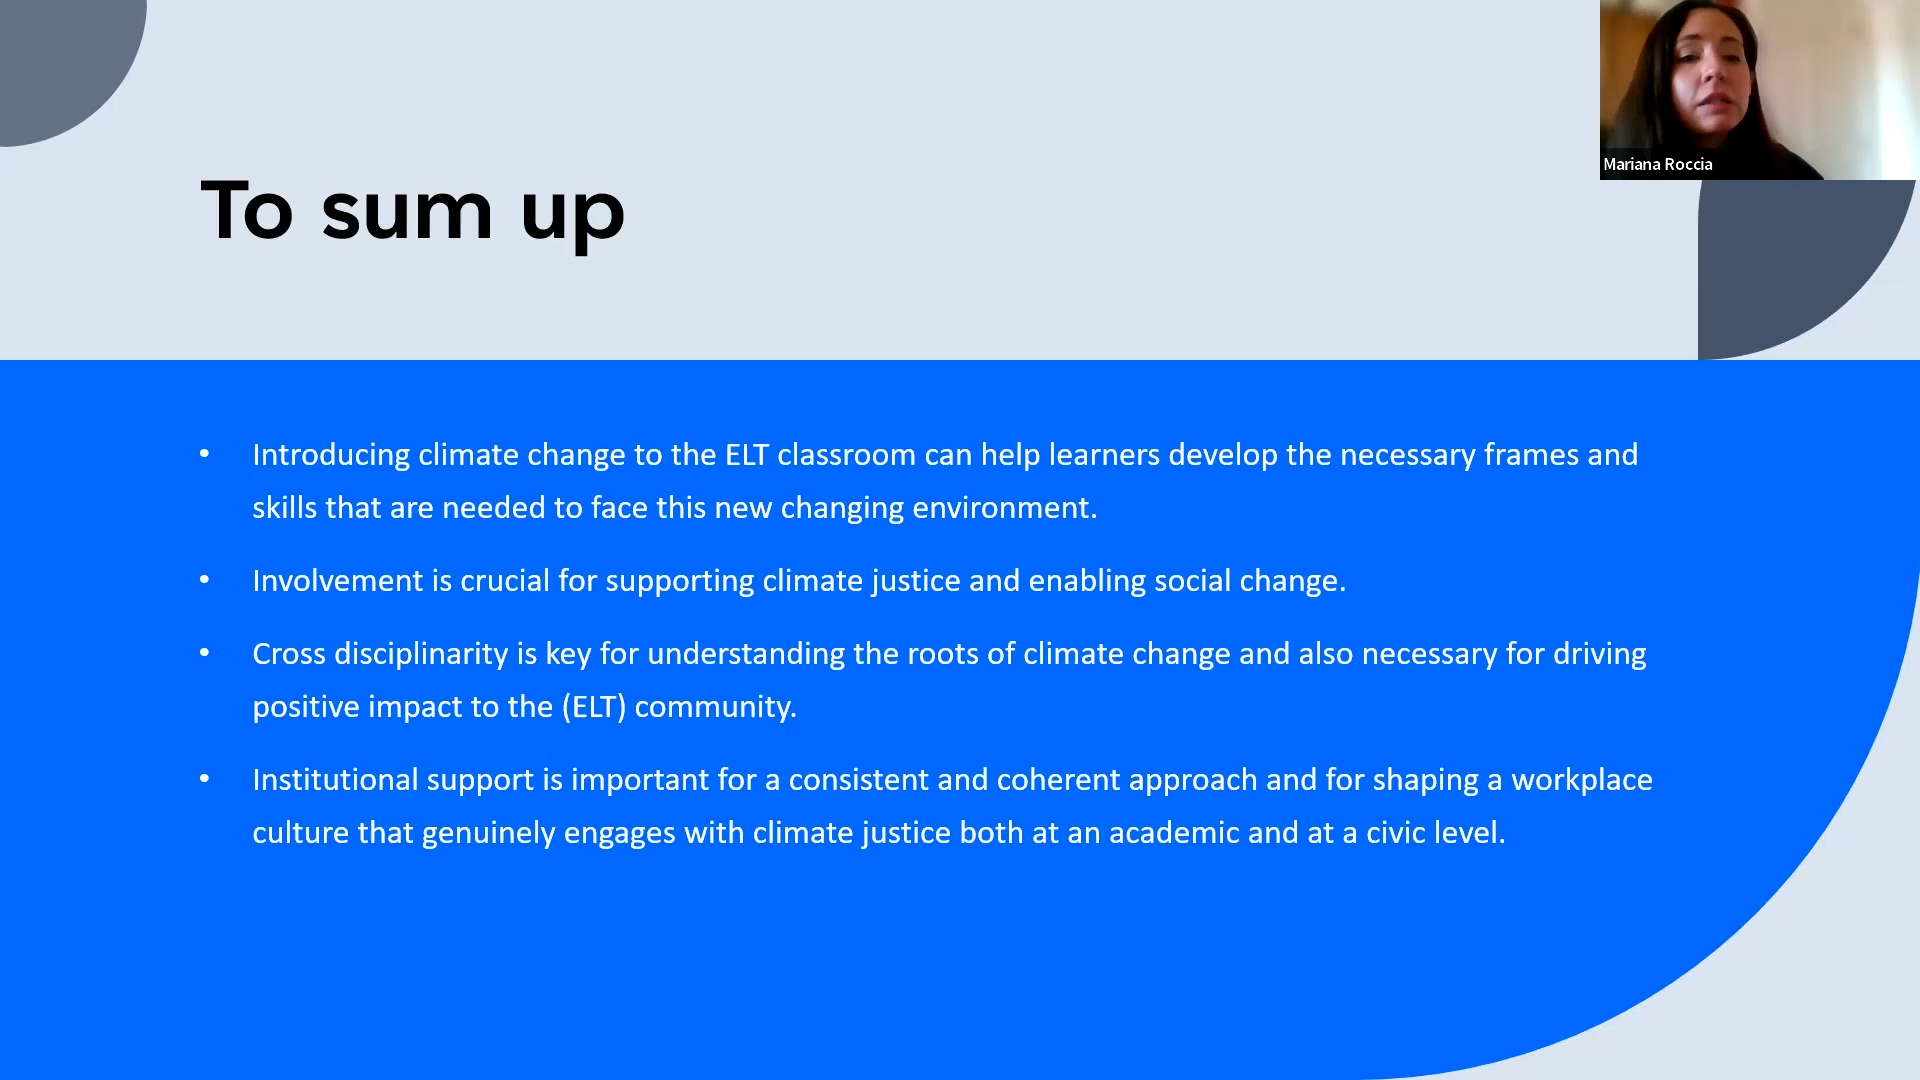 Mariana Roccia
To sum up
• Introducing climate change to the ELT classroom can help learners develop the necessary frames and
skills that are needed to face this new changing environment.
• Involvement is crucial for supporting climate justice and enabling social change.
• Cross disciplinarity is key for understanding the roots of climate change and also necessary for driving
positive impact to the (ELT) community.
• Institutional support is important for a consistent and coherent approach and for shaping a workplace
culture that genuinely engages with climate justice both at an academic and at a civic level.